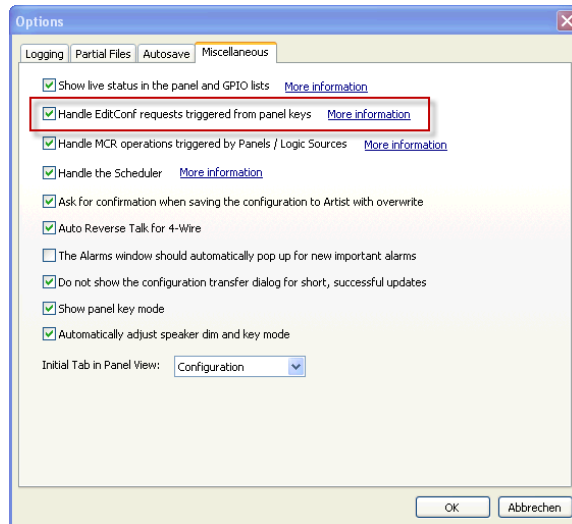 Options
Logging Partial Files Autosave Miscellaneous
Show live status in the panel and GPIO lists More information
Handle EditConf requests triggered from panel keys More information
Handle MCR operations triggered by Panels / Logic Sources More information
Handle the Scheduler More information
Ask for confirmation when saving the configuration to Artist with overwrite
Auto Reverse Talk for 4-Wire
The Alarms window should automatically pop up for new important alarms
Do not show the configuration transfer dialog for short, successful updates
Show panel key mode
Automatically adjust speaker dim and key mode
Initial Tab in Panel View: Configuration
OK Abbrechen